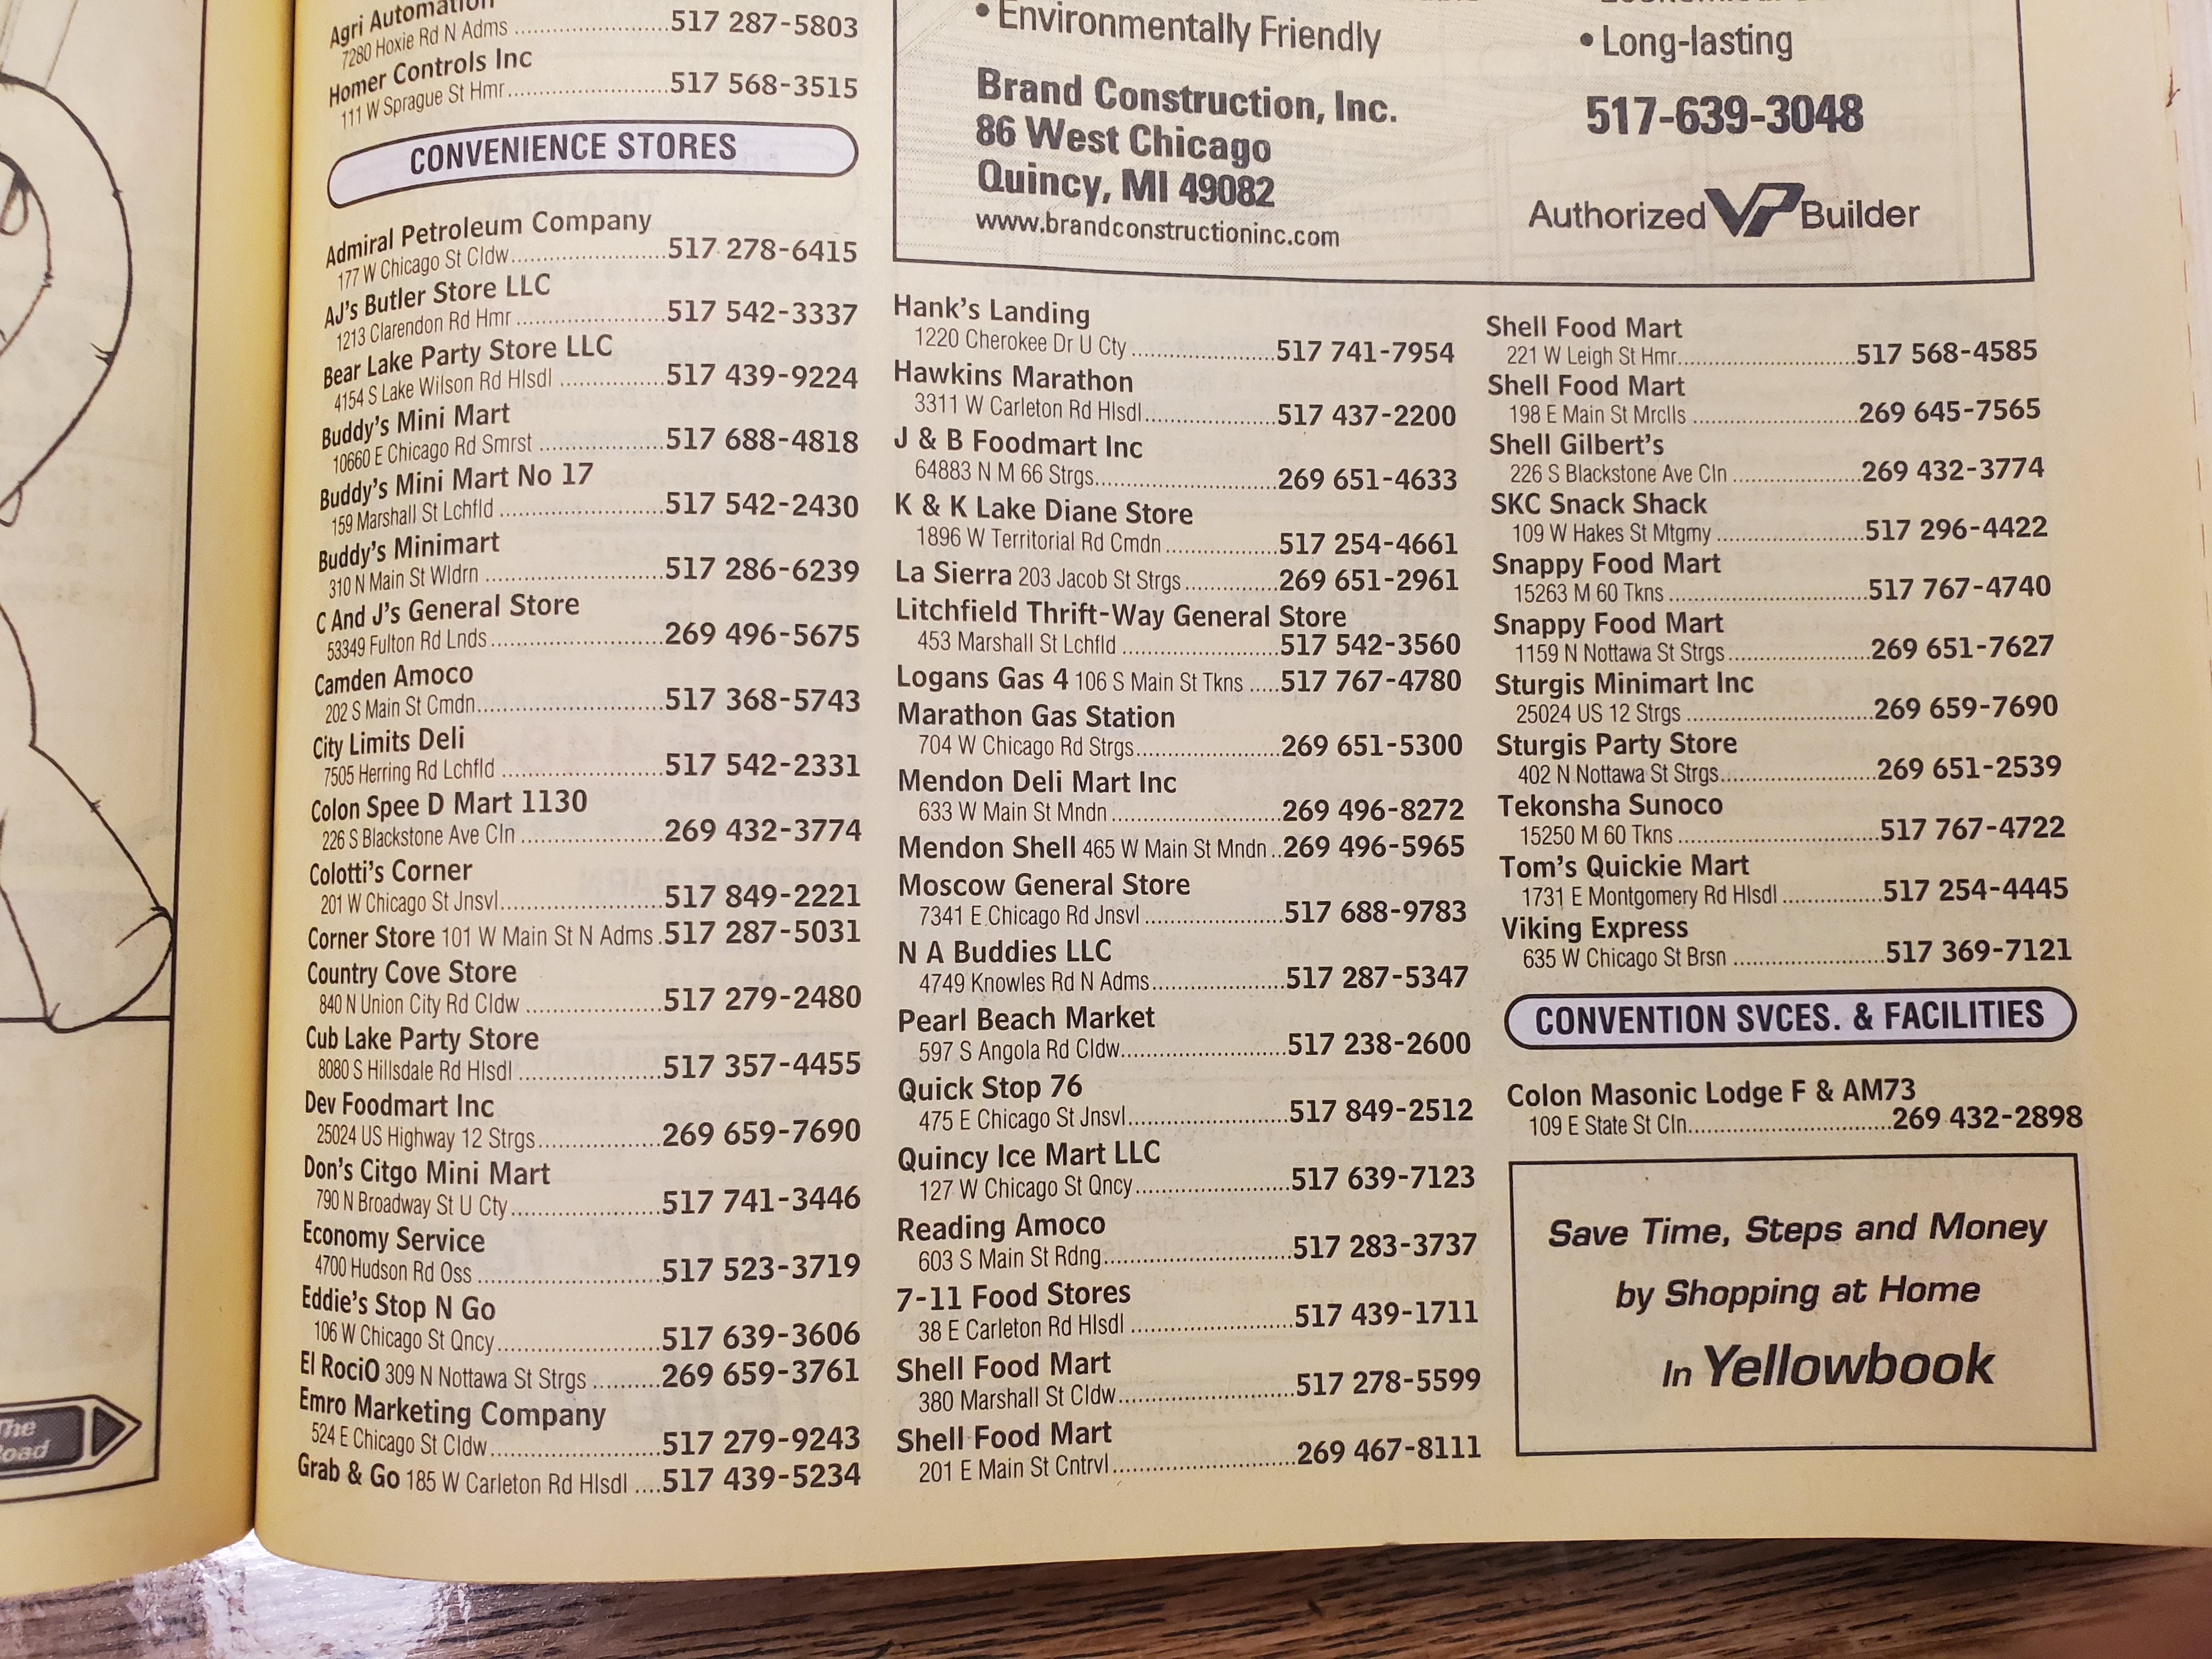 Agri Automation
7280 Hoxie Rd N Adms ........................517 287-5803
Homer Controls Inc
111 W Sprague St Hmr........................517 568-3515
CONVENIENCE STORES
Admiral Petroleum Company
177 W Chicago St Cldw........................517 278-6415
AJ's Butler Store LLC
1213 Clarendon Rd Hmr ........................517 542-3337
Bear Lake Party Store LLC
4154 S Lake Wilson Rd Hlsdl ................517 439-9224
Buddy's Mini Mart
10660 E Chicago Rd Smrst ...................517 688-4818
Buddy's Mini Mart No 17
159 Marshall St Lchfld ........................517 542-2430
Buddy's Minimart
310 N Main St Wldrn ...........................517 286-6239
C And J's General Store
53349 Fulton Rd Lnds..........................269 496-5675
Camden Amoco
202 S Main St Cmdn............................517 368-5743
City Limits Deli
7505 Herring Rd Lchfld ........................517 542-2331
Colon Spee D Mart 1130
226 S Blackstone Ave Cln .....................269 432-3774
Colotti's Corner
201 W Chicago St Jnsvl........................517 849-2221
Corner Store 101 W Main St N Adms .517 287-5031
Country Cove Store
840 N Union City Rd Cldw ....................517 279-2480
Cub Lake Party Store
8080 S Hillsdale Rd Hlsdl .....................517 357-4455
Dev Foodmart Inc
25024 US Highway 12 Strgs..................269 659-7690
Don's Citgo Mini Mart
790 N Broadway St U Cty......................517 741-3446
Economy Service
4700 Hudson Rd Oss ...........................517 523-3719
Eddie's Stop N Go
106 W Chicago St Qncy........................517 639-3606
El RociO 309 N Nottawa St Strgs ..........269 659-3761
Emro Marketing Company
524 E Chicago St Cldw.........................517 279-9243
Grab & Go 185 W Carleton Rd Hlsdl ....517 439-5234
• Environmentally Friendly
• Long-lasting
Brand Construction, Inc.
86 West Chicago
Quincy, MI 49082
www.brandconstructioninc.com
517-639-3048
Authorized VP Builder
Hank's Landing
1220 Cherokee Dr U Cty ......................517 741-7954
Hawkins Marathon
3311 W Carleton Rd Hlsdl.....................517 437-2200
J & B Foodmart Inc
64883 N M 66 Strgs............................269 651-4633
K & K Lake Diane Store
1896 W Territorial Rd Cmdn .................517 254-4661
La Sierra 203 Jacob St Strgs...............269 651-2961
Litchfield Thrift-Way General Store
453 Marshall St Lchfld .......................517 542-3560
Logans Gas 4 106 S Main St Tkns .....517 767-4780
Marathon Gas Station
704 W Chicago Rd Strgs......................269 651-5300
Mendon Deli Mart Inc
633 W Main St Mndn .........................269 496-8272
Mendon Shell 465 W Main St Mndn ..269 496-5965
Moscow General Store
7341 E Chicago Rd Jnsvl .....................517 688-9783
N A Buddies LLC
4749 Knowles Rd N Adms....................517 287-5347
Pearl Beach Market
597 S Angola Rd Cldw.........................517 238-2600
Quick Stop 76
475 E Chicago St Jnsvl........................517 849-2512
Quincy Ice Mart LLC
127 W Chicago St Qncy.......................517 639-7123
Reading Amoco
603 S Main St Rdng............................517 283-3737
7-11 Food Stores
38 E Carleton Rd Hlsdl ........................517 439-1711
Shell Food Mart
380 Marshall St Cldw..........................517 278-5599
Shell Food Mart
201 E Main St Cntrvl...........................269 467-8111
Shell Food Mart
221 W Leigh St Hmr............................517 568-4585
Shell Food Mart
198 E Main St Mrclls ..........................269 645-7565
Shell Gilbert's
226 S Blackstone Ave Cln ....................269 432-3774
SKC Snack Shack
109 W Hakes St Mtgmy .......................517 296-4422
Snappy Food Mart
15263 M 60 Tkns ...............................517 767-4740
Snappy Food Mart
1159 N Nottawa St Strgs......................269 651-7627
Sturgis Minimart Inc
25024 US 12 Strgs .............................269 659-7690
Sturgis Party Store
402 N Nottawa St Strgs........................269 651-2539
Tekonsha Sunoco
15250 M 60 Tkns ...............................517 767-4722
Tom's Quickie Mart
1731 E Montgomery Rd Hlsdl ................517 254-4445
Viking Express
635 W Chicago St Brsn ........................517 369-7121
CONVENTION SVCES. & FACILITIES
Colon Masonic Lodge F & AM73
109 E State St Cln...............................269 432-2898
Save Time, Steps and Money
by Shopping at Home
In Yellowbook
The